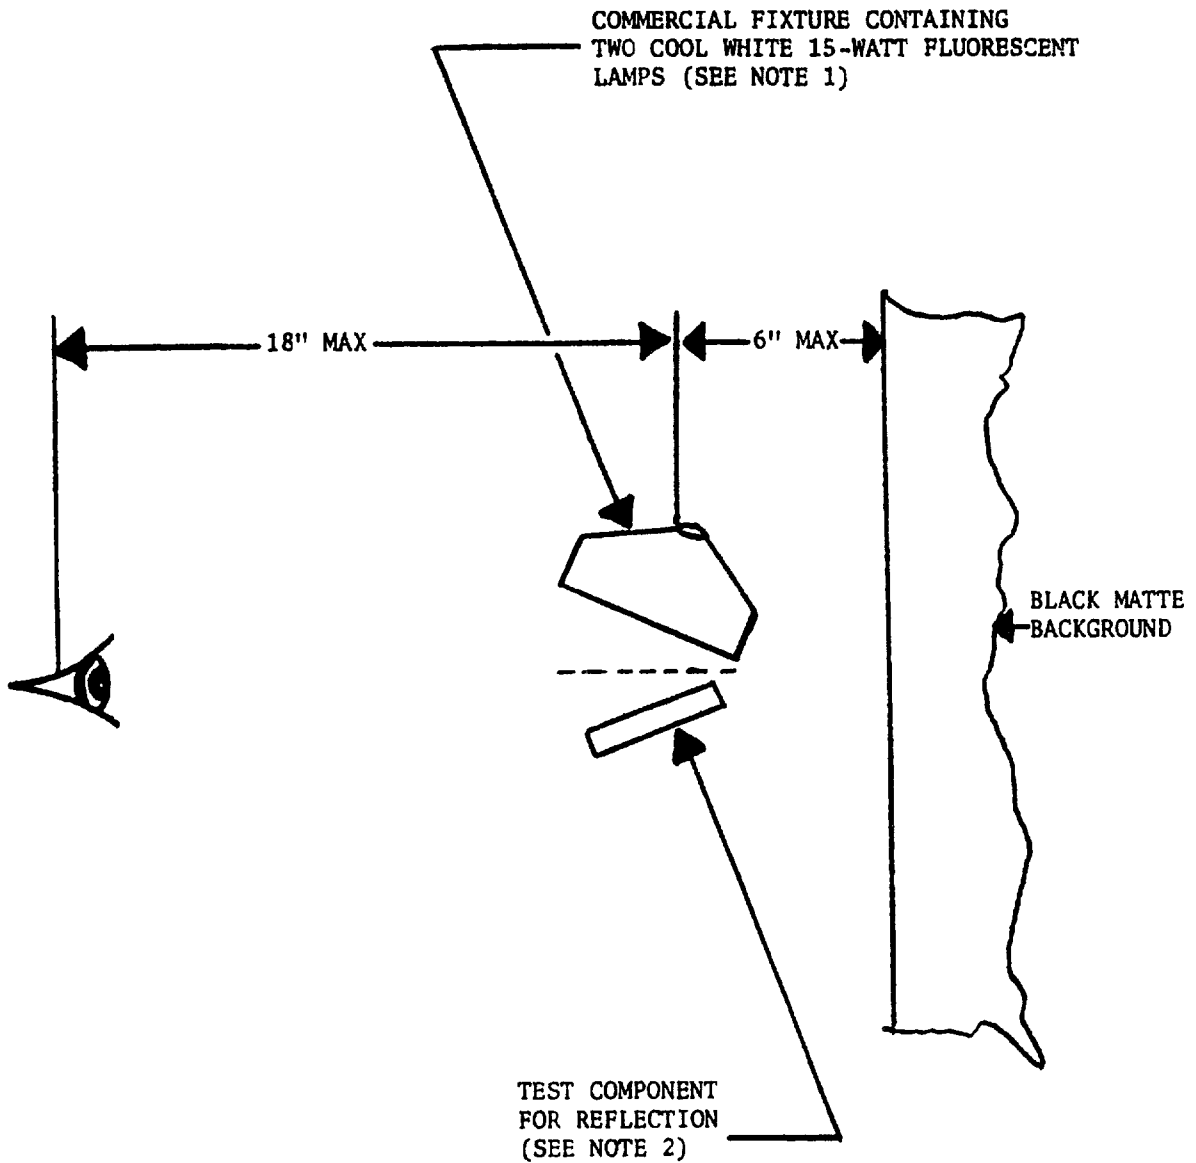 COMMERCIAL FIXTURE CONTAINING
TWO COOL WHITE 15-WATT FLUORESCENT
LAMPS (SEE NOTE 1)
18" MAX
6" MAX
BLACK MATTE
BACKGROUND
TEST COMPONENT
FOR REFLECTION
(SEE NOTE 2)